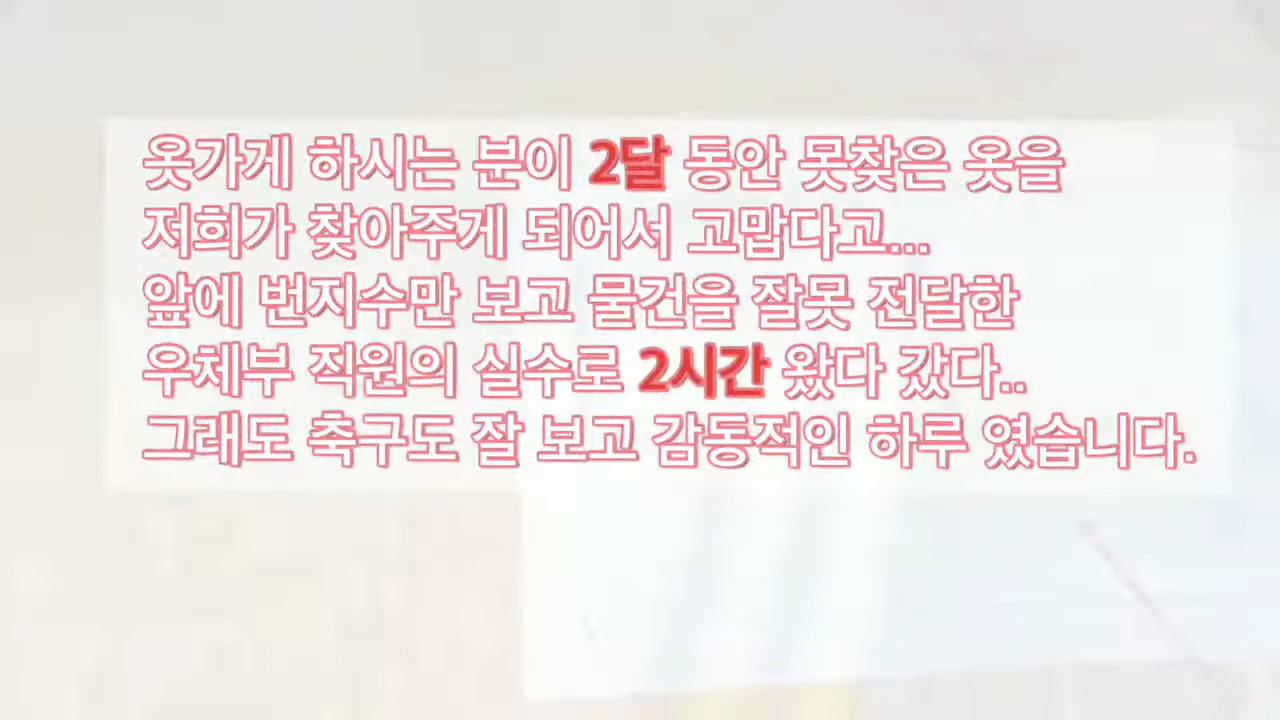 옷가게 하시는 분이 2달 동안 못찾은 옷을
저희가 찾아주게 되어서 고맙다고...
앞에 번지수만 보고 물건을 잘못 전달한
우체부 직원의 실수로 2시간 왔다 갔다..
그래도 축구도 잘 보고 감동적인 하루 였습니다.